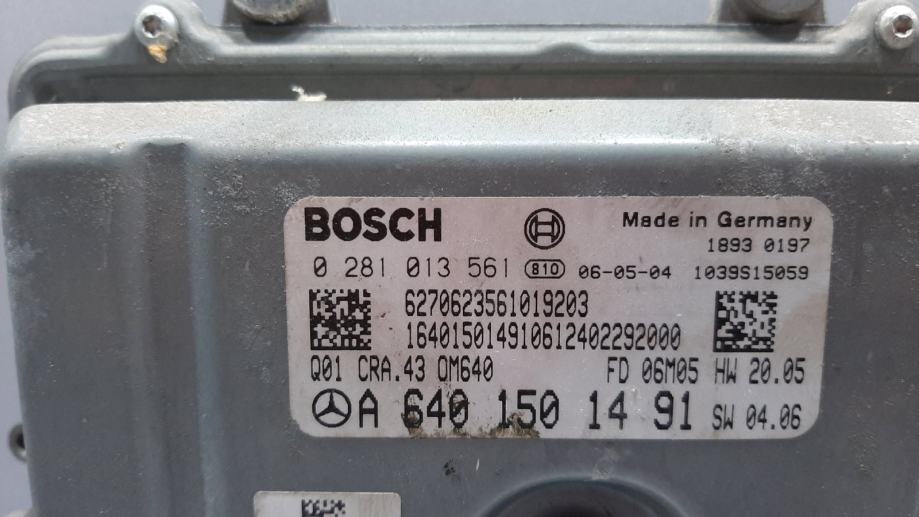 BOSCH Made in Germany
1893 0197
0 281 013 561 810 06-05-04 1039S15059
6270623561019203
164015014910612402292000
Q01 CRA.43 OM640 FD 06M05 HW 20.05
A 640 150 14 91 SW 04.06